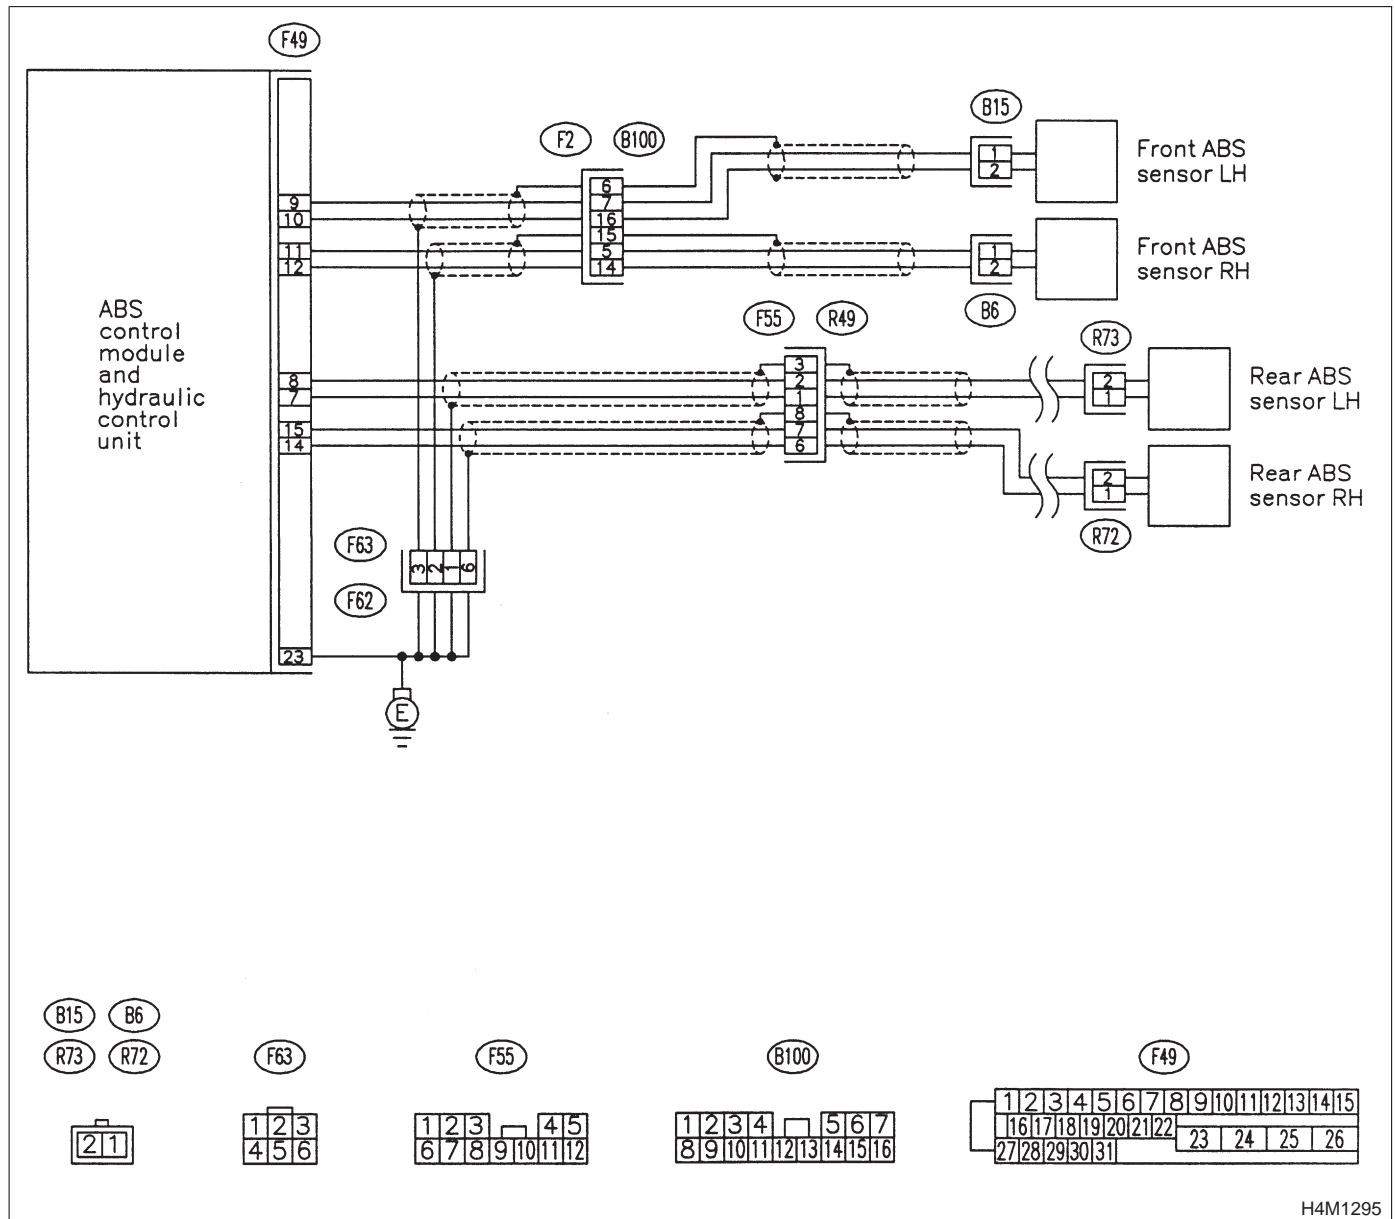 F49
B15
F2 B100
Front ABS
sensor LH
1
2
6
7
16
15
5
14
9
10
11
12
Front ABS
sensor RH
1
2
B6
ABS
control
module
and
hydraulic
control
unit
F55 R49
R73
8
7
15
14
3
2
1
8
7
6
2
1
Rear ABS
sensor LH
2
1
Rear ABS
sensor RH
R72
F63
3 2 1 6
F62
23
E
B15 B6
R73 R72
F63
F55
B100
F49
2 1
1 2 3
4 5 6
1 2 3 4 5
6 7 8 9 10 11 12
1 2 3 4 5 6 7
8 9 10 11 12 13 14 15 16
1 2 3 4 5 6 7 8 9 10 11 12 13 14 15
16 17 18 19 20 21 22 23 24 25 26
27 28 29 30 31
H4M1295